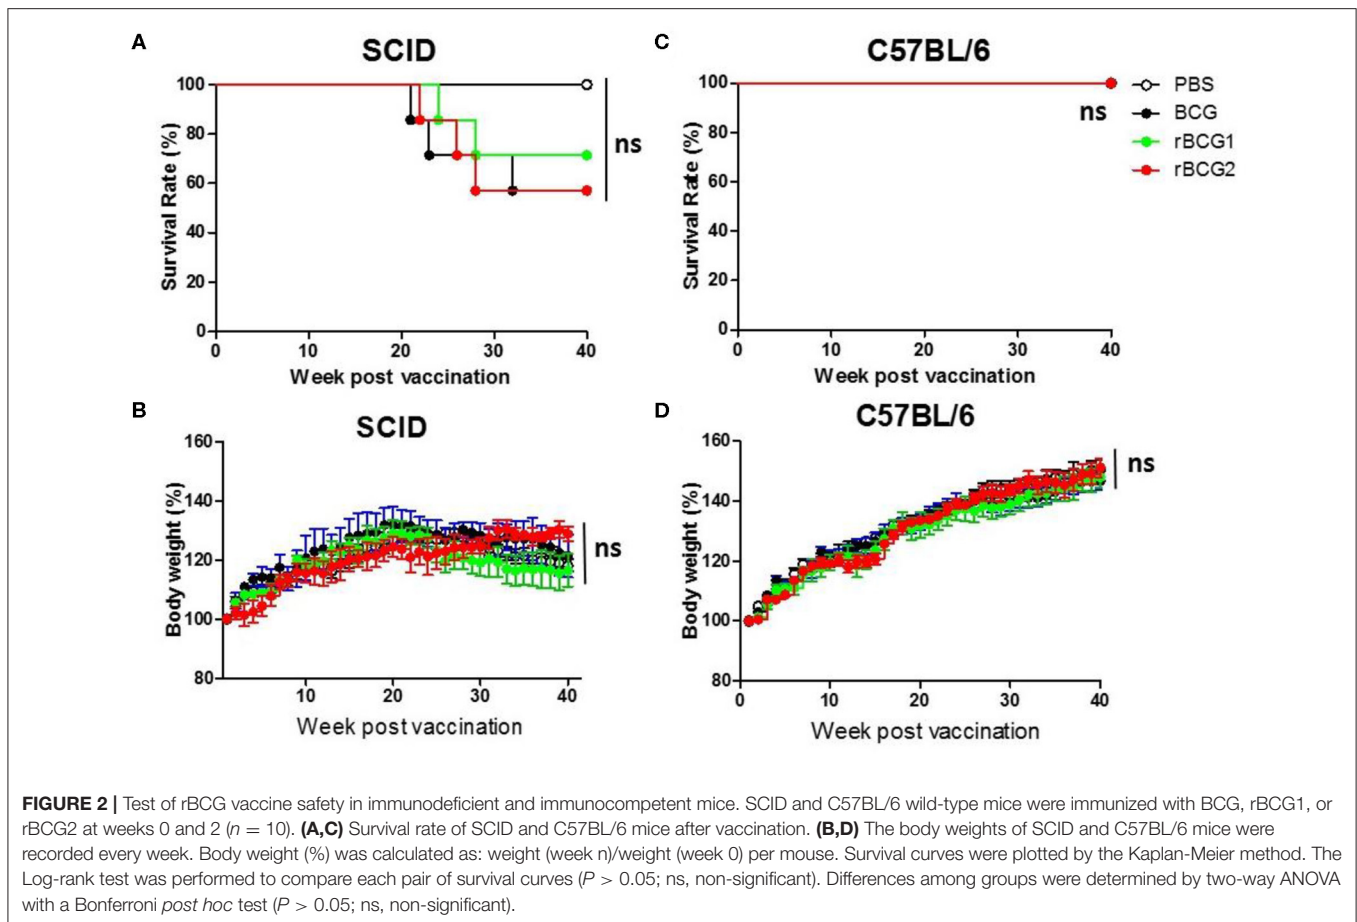 A
SCID
Survival Rate (%)
100
80
60
40
20
0
0 10 20 30 40
Week post vaccination
ns
C
C57BL/6
Survival Rate (%)
100
80
60
40
20
0
0 10 20 30 40
Week post vaccination
ns
PBS
BCG
rBCG1
rBCG2
B
SCID
Body weight (%)
160
140
120
100
80
10 20 30 40
Week post vaccination
ns
D
C57BL/6
Body weight (%)
160
140
120
100
80
0 10 20 30 40
Week post vaccination
ns
FIGURE 2 | Test of rBCG vaccine safety in immunodeficient and immunocompetent mice. SCID and C57BL/6 wild-type mice were immunized with BCG, rBCG1, or
rBCG2 at weeks 0 and 2 (n = 10). (A,C) Survival rate of SCID and C57BL/6 mice after vaccination. (B,D) The body weights of SCID and C57BL/6 mice were
recorded every week. Body weight (%) was calculated as: weight (week n)/weight (week 0) per mouse. Survival curves were plotted by the Kaplan-Meier method. The
Log-rank test was performed to compare each pair of survival curves (P > 0.05; ns, non-significant). Differences among groups were determined by two-way ANOVA
with a Bonferroni post hoc test (P > 0.05; ns, non-significant).